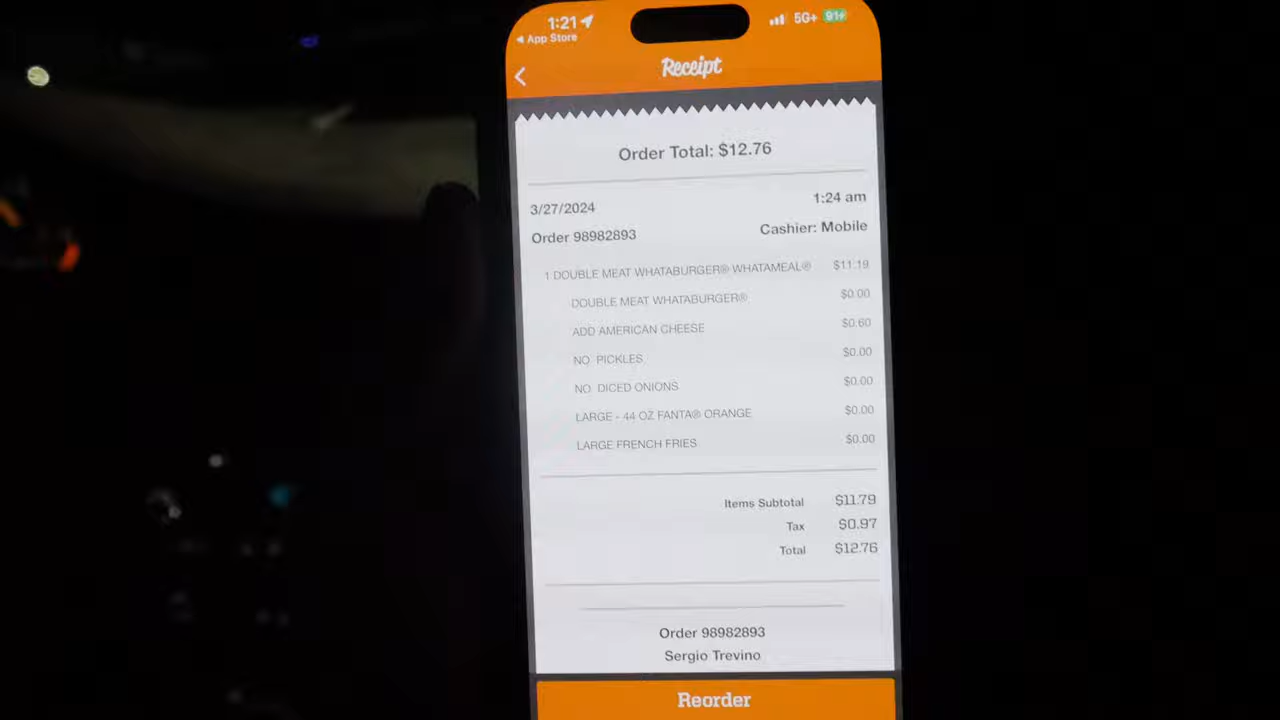 1:21 5G+ 91+
◀ App Store
Receipt
Order Total: $12.76
3/27/2024 1:24 am
Order 98982893 Cashier: Mobile
1 DOUBLE MEAT WHATABURGER® WHATAMEAL® $11.19
DOUBLE MEAT WHATABURGER® $0.00
ADD AMERICAN CHEESE $0.60
NO PICKLES $0.00
NO DICED ONIONS $0.00
LARGE - 44 OZ FANTA® ORANGE $0.00
LARGE FRENCH FRIES $0.00
Items Subtotal $11.79
Tax $0.97
Total $12.76
Order 98982893
Sergio Trevino
Reorder